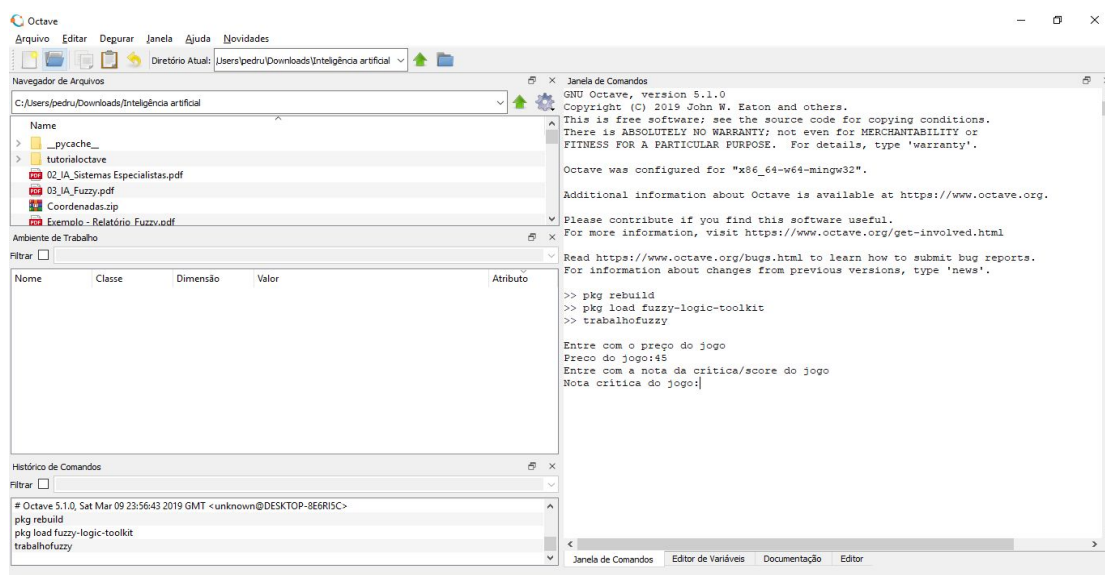 Octave
Arquivo Editar Depurar Janela Ajuda Novidades
Diretório Atual: \Users\pedru\Downloads\Inteligência artificial
Navegador de Arquivos
C:/Users/pedru/Downloads/Inteligência artificial
Name
__pycache__
tutorialoctave
02_IA_Sistemas Especialistas.pdf
03_IA_Fuzzy.pdf
Coordenadas.zip
Exemplo - Relatório Fuzzy.pdf
Ambiente de Trabalho
Filtrar
Nome Classe Dimensão Valor Atributo
Histórico de Comandos
Filtrar
# Octave 5.1.0, Sat Mar 09 23:56:43 2019 GMT <unknown@DESKTOP-8E6RI5C>
pkg rebuild
pkg load fuzzy-logic-toolkit
trabalhofuzzy
Janela de Comandos
GNU Octave, version 5.1.0
Copyright (C) 2019 John W. Eaton and others.
This is free software; see the source code for copying conditions.
There is ABSOLUTELY NO WARRANTY; not even for MERCHANTABILITY or
FITNESS FOR A PARTICULAR PURPOSE.  For details, type 'warranty'.
Octave was configured for "x86_64-w64-mingw32".
Additional information about Octave is available at https://www.octave.org.
Please contribute if you find this software useful.
For more information, visit https://www.octave.org/get-involved.html
Read https://www.octave.org/bugs.html to learn how to submit bug reports.
For information about changes from previous versions, type 'news'.
>> pkg rebuild
>> pkg load fuzzy-logic-toolkit
>> trabalhofuzzy
Entre com o preço do jogo
Preco do jogo:45
Entre com a nota da crítica/score do jogo
Nota crítica do jogo:
Janela de Comandos Editor de Variáveis Documentação Editor